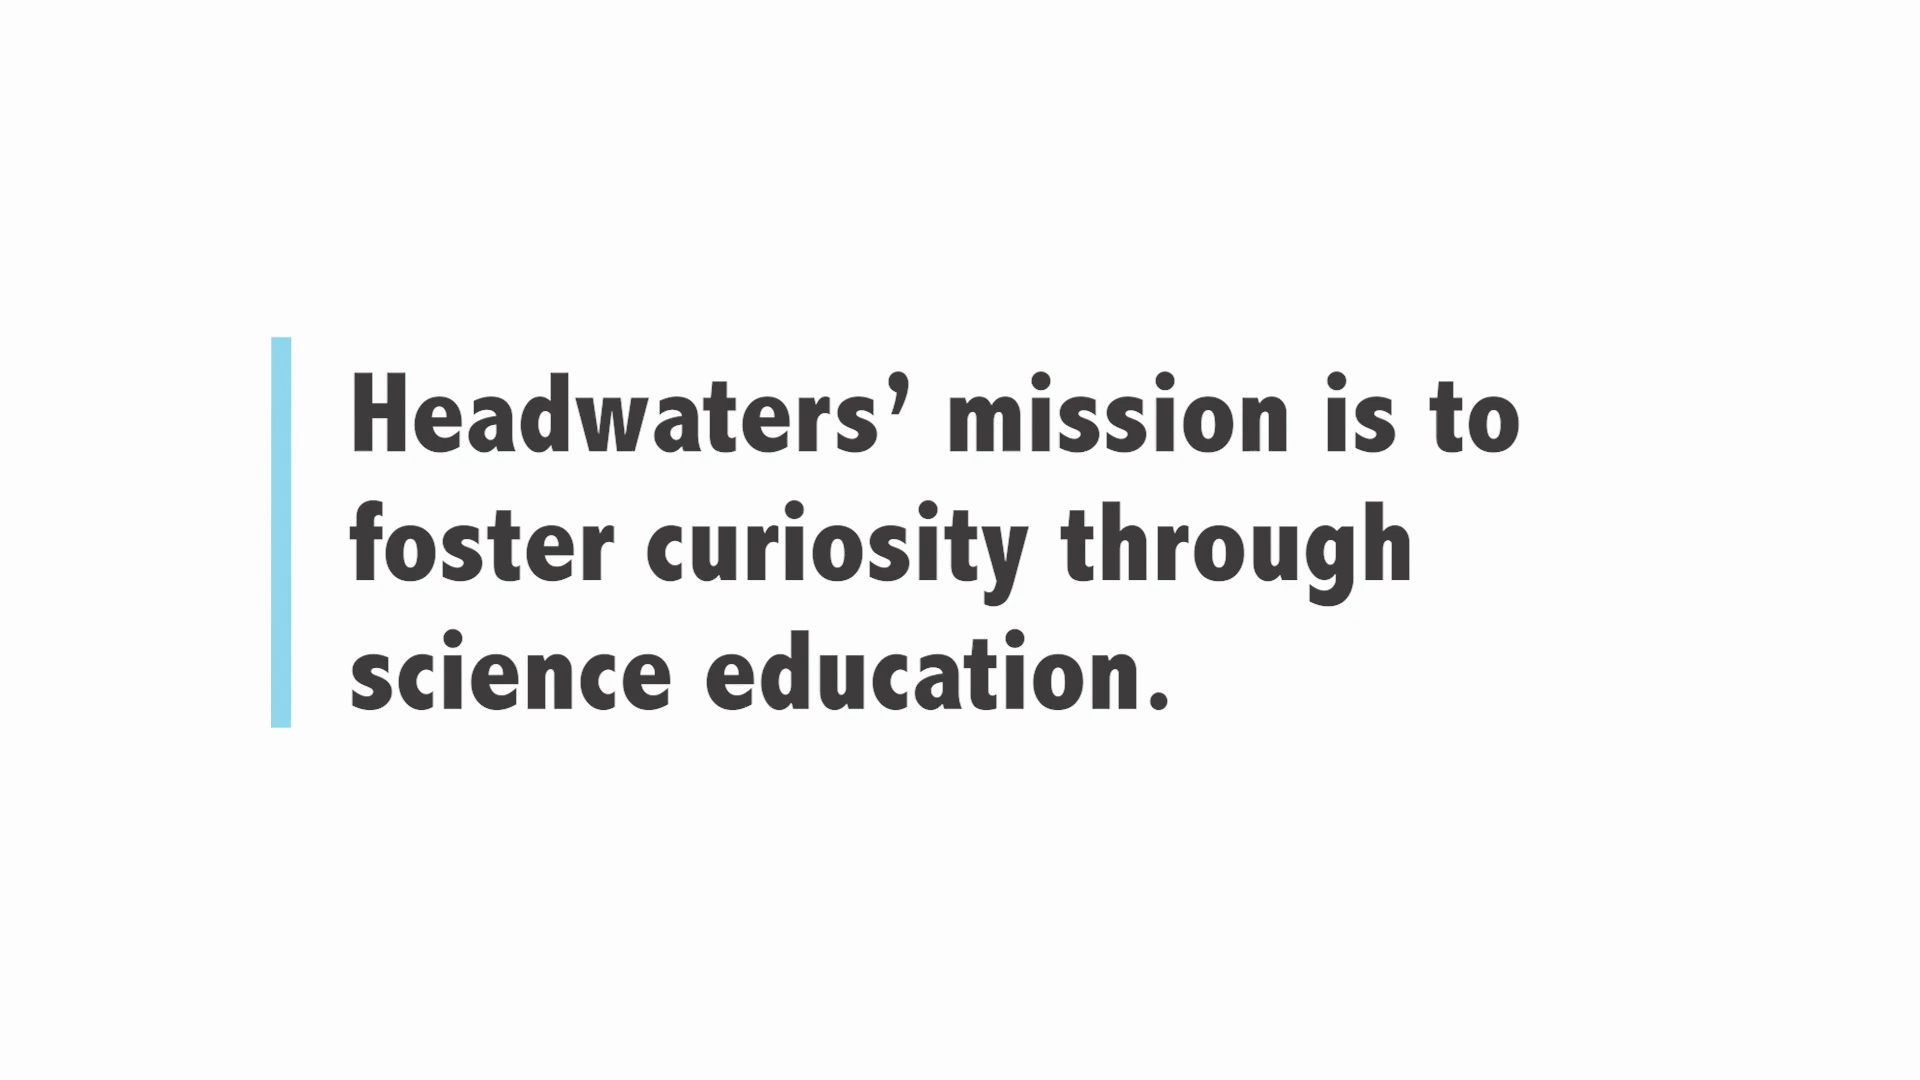 Headwaters’ mission is to
foster curiosity through
science education.